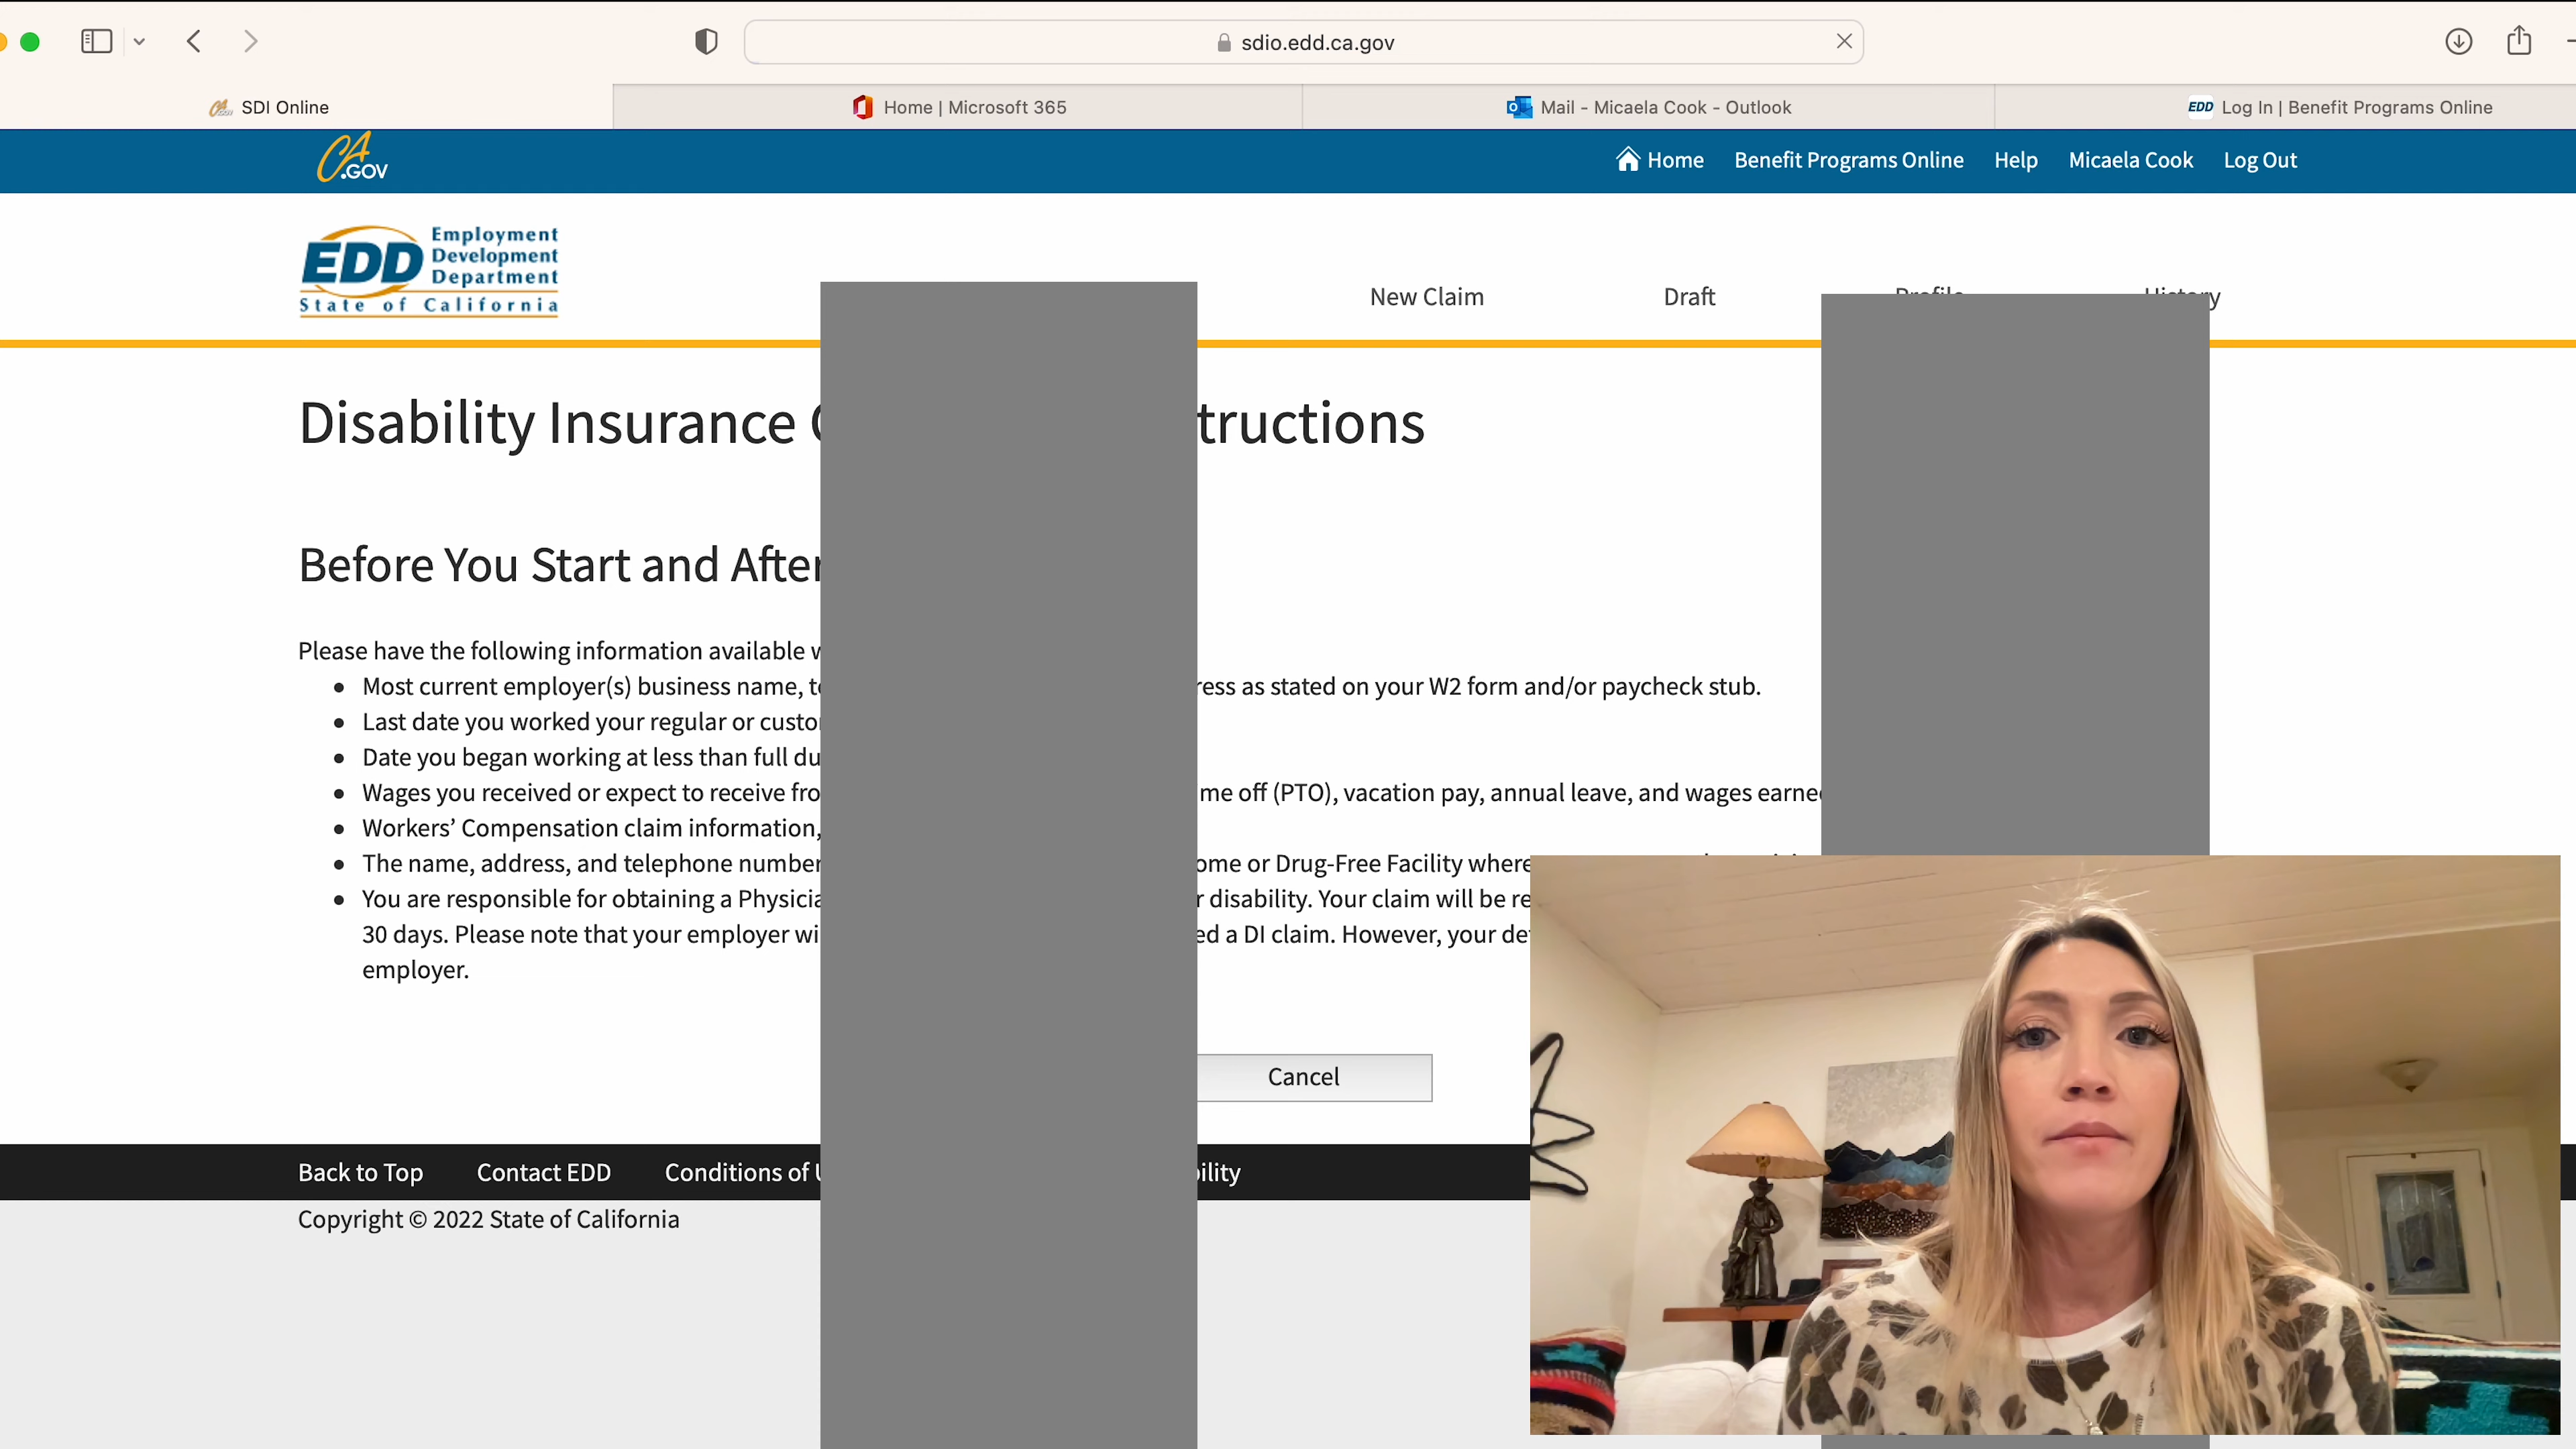 sdio.edd.ca.gov
SDI Online
Home | Microsoft 365
Mail - Micaela Cook - Outlook
EDD Log In | Benefit Programs Online
CA.GOV
Home Benefit Programs Online Help Micaela Cook Log Out
EDD Employment
Development
Department
State of California
New Claim Draft Profile History
Disability Insurance tructions
Before You Start and After
Please have the following information available
Most current employer(s) business name, ress as stated on your W2 form and/or paycheck stub.
Last date you worked your regular or custo
Date you began working at less than full du
Wages you received or expect to receive fro me off (PTO), vacation pay, annual leave, and wages earne
Workers’ Compensation claim information,
The name, address, and telephone number ome or Drug-Free Facility where
You are responsible for obtaining a Physicia r disability. Your claim will be re
30 days. Please note that your employer wi ed a DI claim. However, your de
employer.
Cancel
Back to Top Contact EDD Conditions of bility
Copyright © 2022 State of California